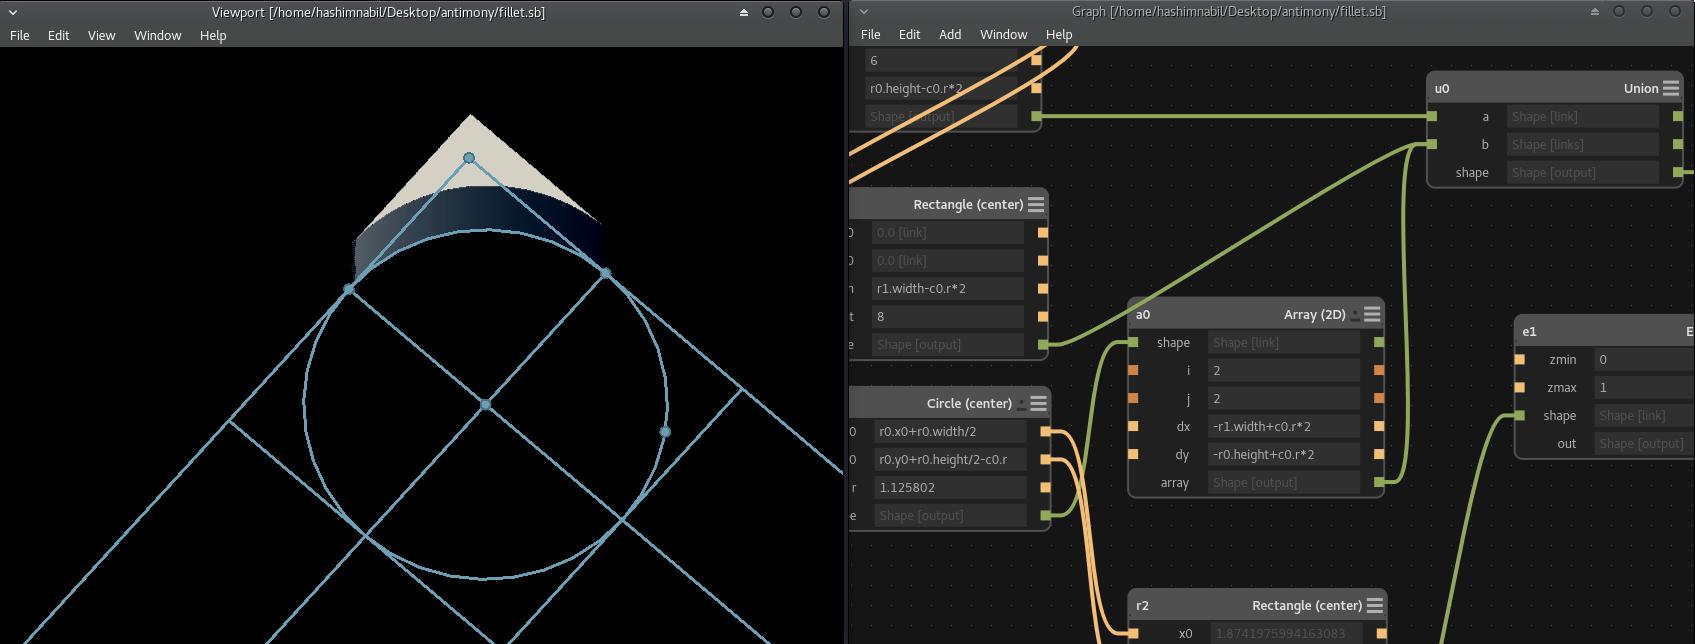 Viewport [/home/hashimnabil/Desktop/antimony/fillet.sb]
File Edit View Window Help
Graph [/home/hashimnabil/Desktop/antimony/fillet.sb]
File Edit Add Window Help
6
r0.height-c0.r*2
Shape [output]
u0 Union
a Shape [link]
b Shape [links]
shape Shape [output]
Rectangle (center)
0 0.0 [link]
0 0.0 [link]
r1.width-c0.r*2
t 8
e Shape [output]
a0 Array (2D)
shape Shape [link]
i 2
j 2
dx -r1.width+c0.r*2
dy -r0.height+c0.r*2
array Shape [output]
e1 E
zmin 0
zmax 1
shape Shape [link]
out Shape [output]
Circle (center)
0 r0.x0+r0.width/2
0 r0.y0+r0.height/2-c0.r
r 1.125802
e Shape [output]
r2 Rectangle (center)
x0 1.8741975994163083